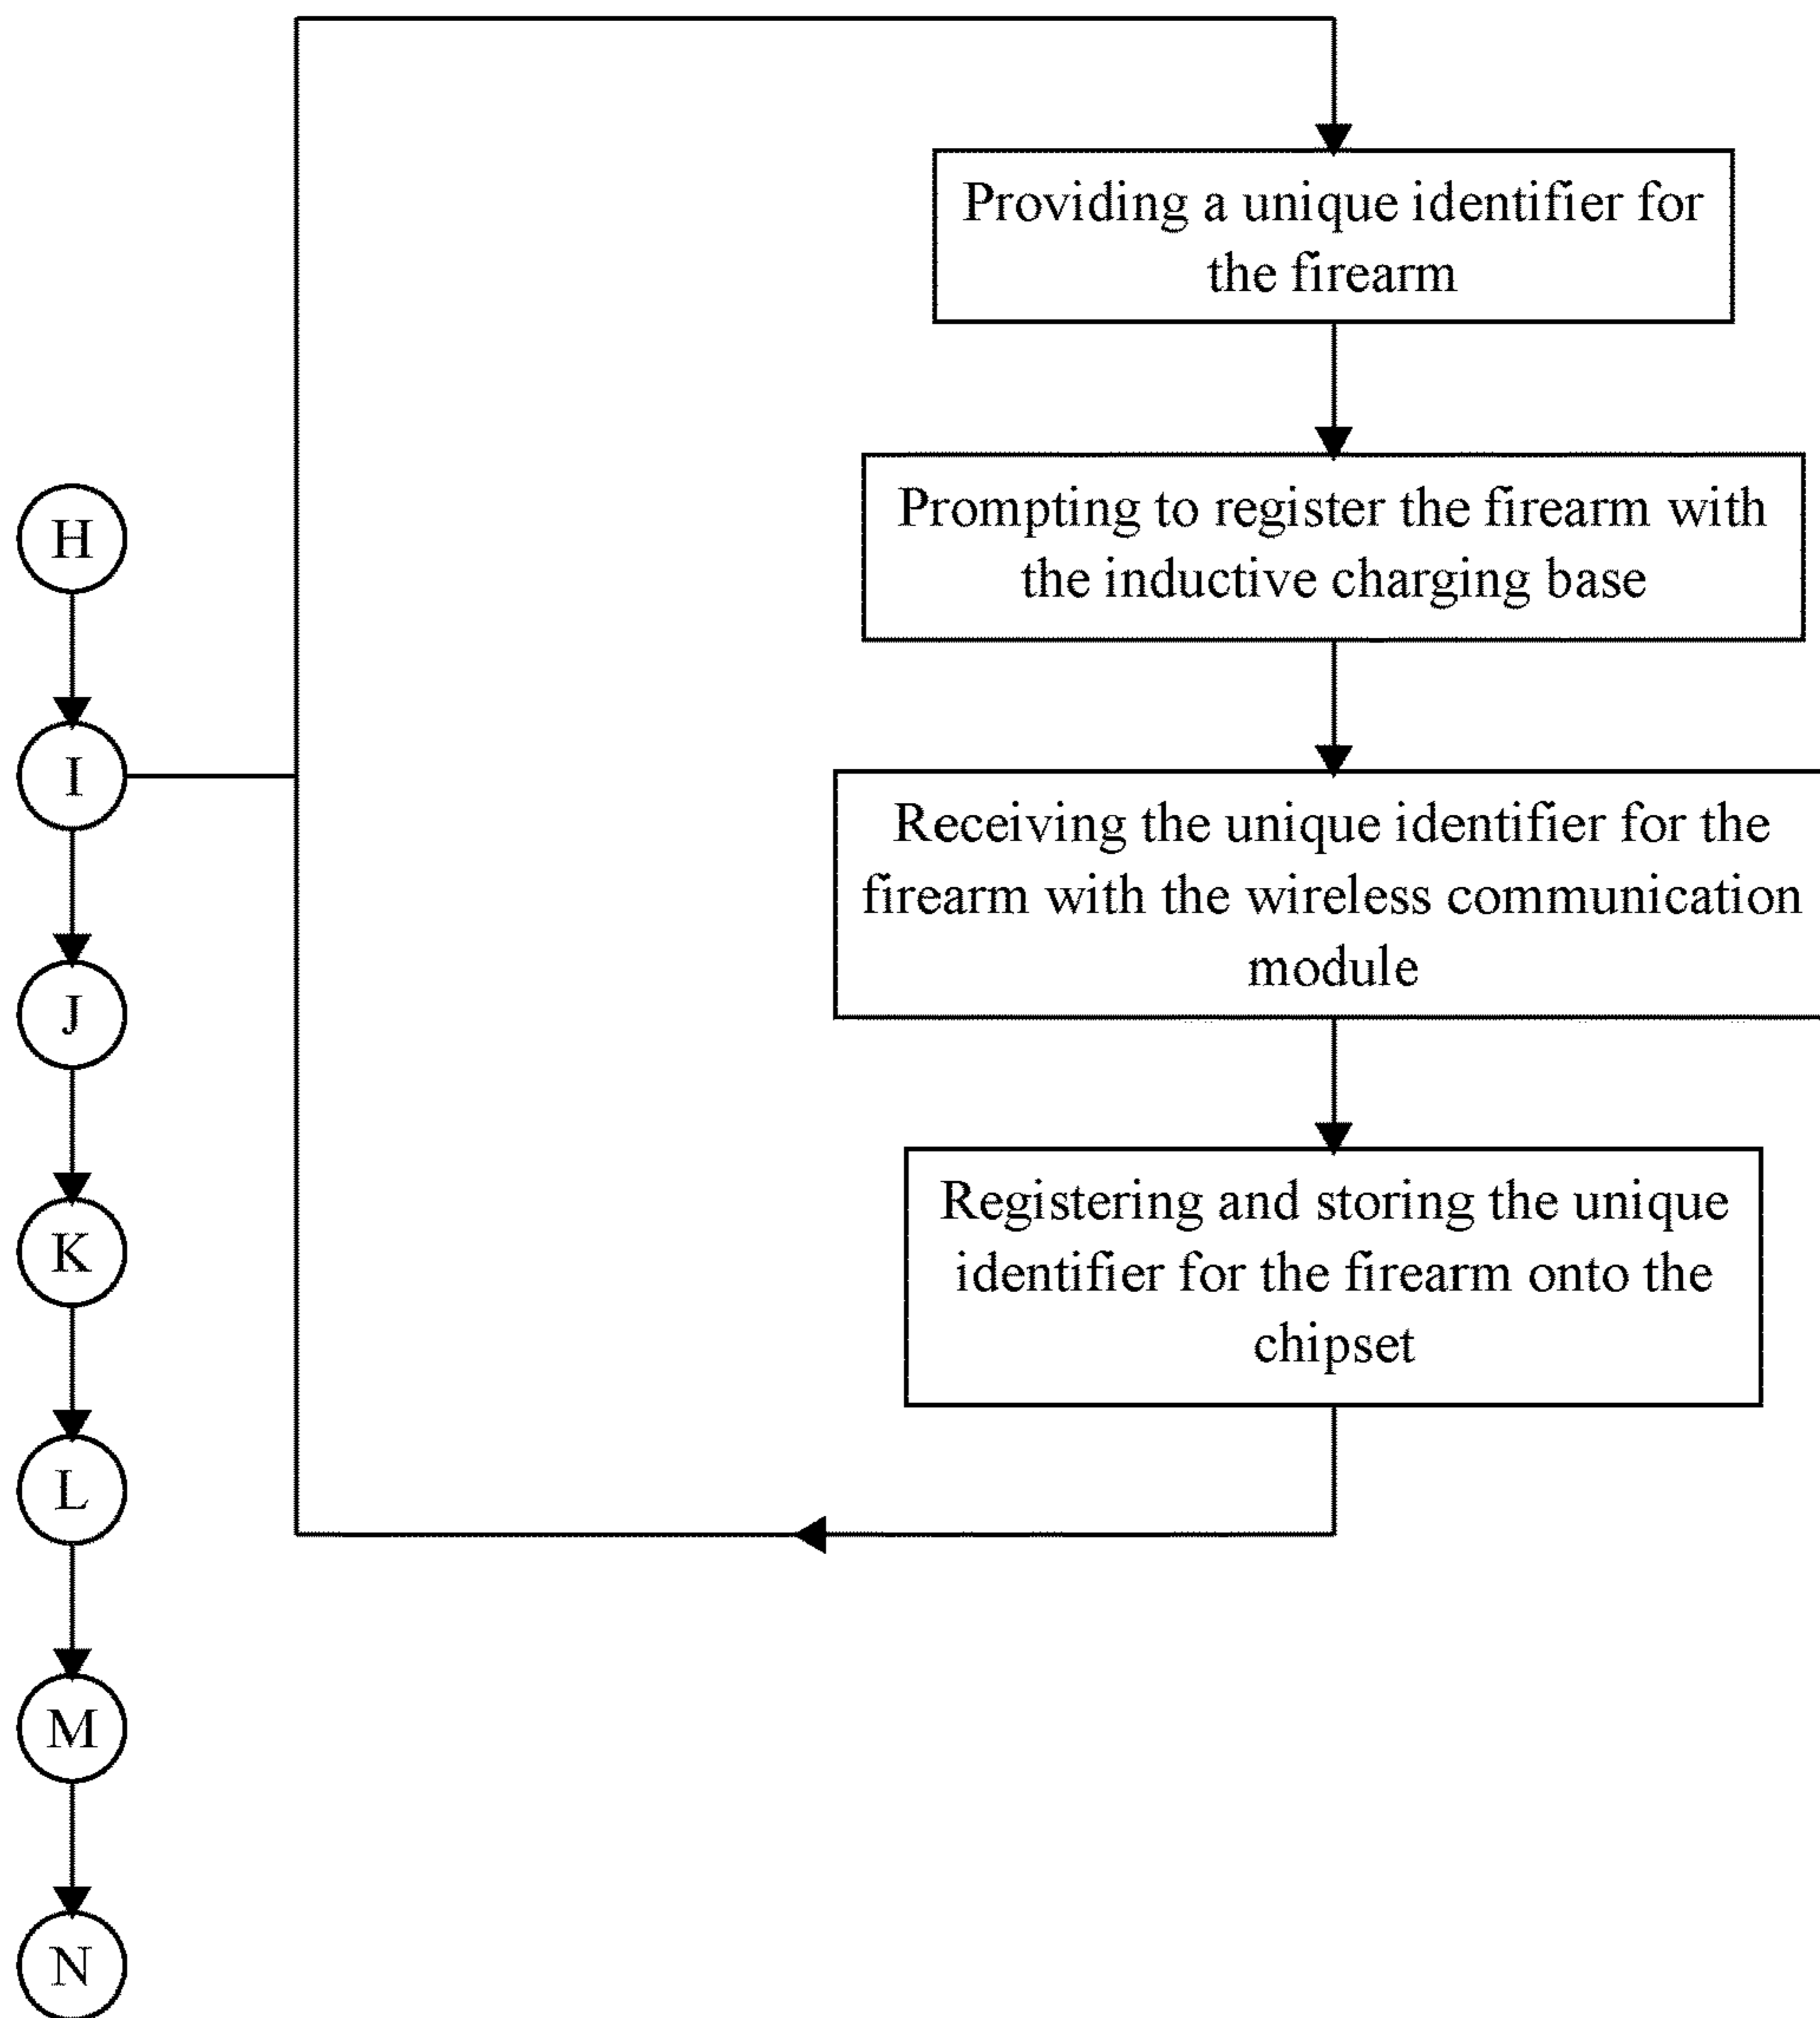 H
I
J
K
L
M
N
Providing a unique identifier for
the firearm
Prompting to register the firearm with
the inductive charging base
Receiving the unique identifier for the
firearm with the wireless communication
module
Registering and storing the unique
identifier for the firearm onto the
chipset